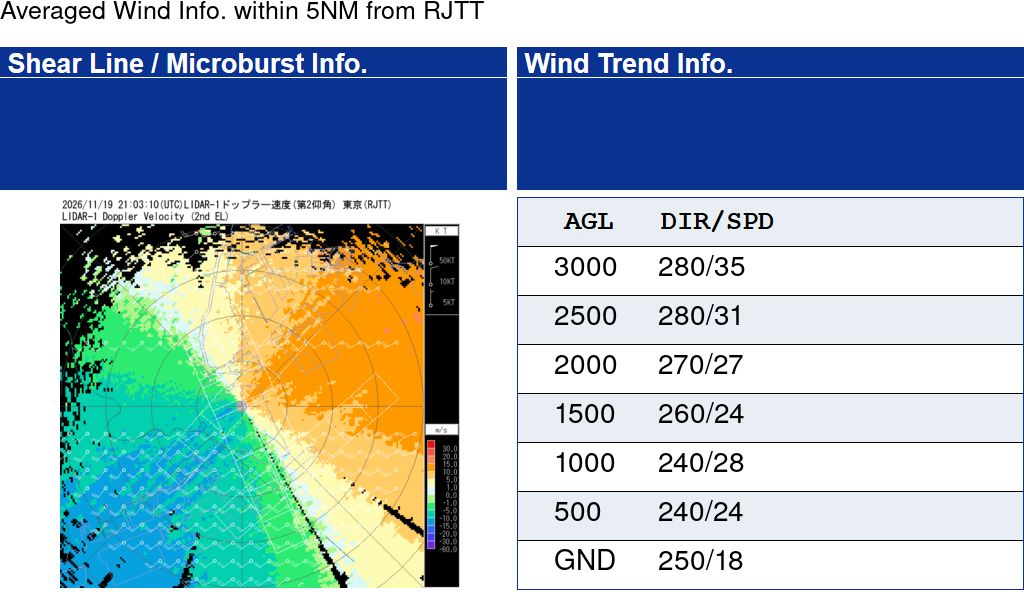 Averaged Wind Info. within 5NM from RJTT
Shear Line / Microburst Info.
Wind Trend Info.
2026/11/19 21:03:10(UTC)LIDAR-1ドップラー速度(第2仰角) 東京(RJTT)
LIDAR-1 Doppler Velocity (2nd EL)
K T
50KT
10KT
5KT
m/s
30.0
20.0
15.0
10.0
5.0
1.0
0.0
-1.0
-5.0
-10.0
-15.0
-20.0
-30.0
-60.0
AGL DIR/SPD
3000 280/35
2500 280/31
2000 270/27
1500 260/24
1000 240/28
500 240/24
GND 250/18